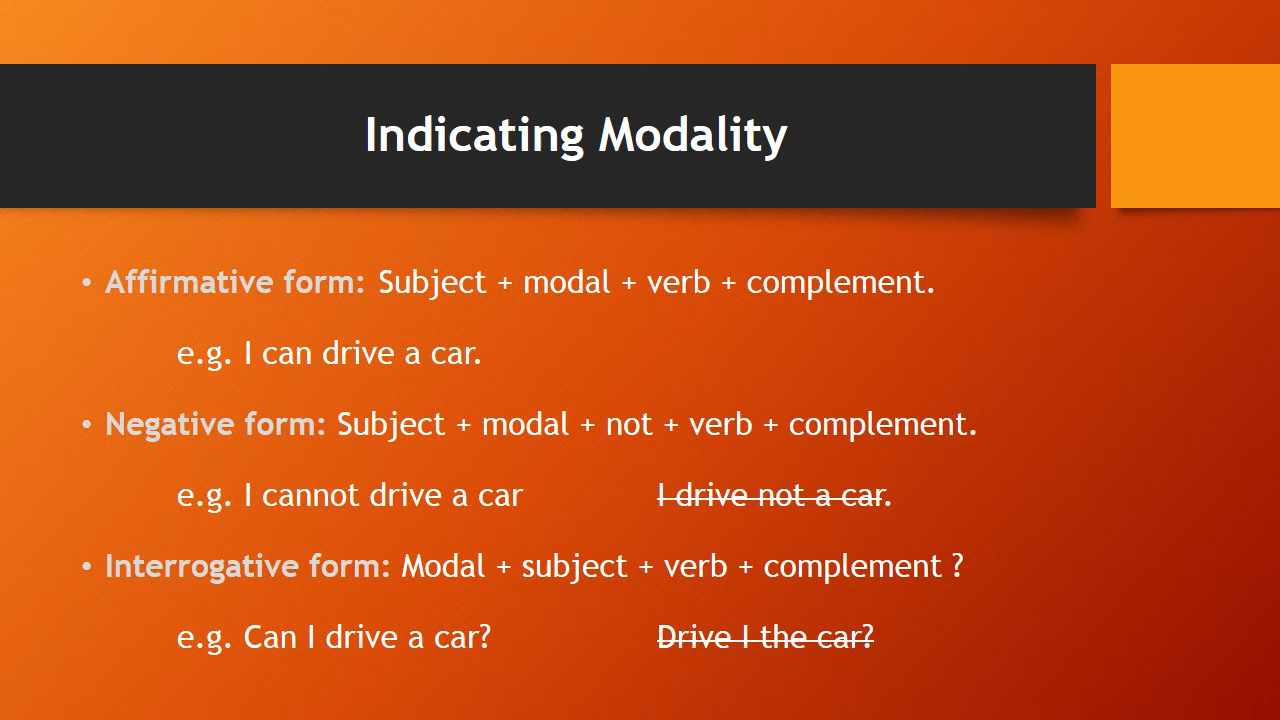 Indicating Modality
• Affirmative form: Subject + modal + verb + complement.
e.g. I can drive a car.
• Negative form: Subject + modal + not + verb + complement.
e.g. I cannot drive a car I drive not a car.
• Interrogative form: Modal + subject + verb + complement ?
e.g. Can I drive a car? Drive I the car?